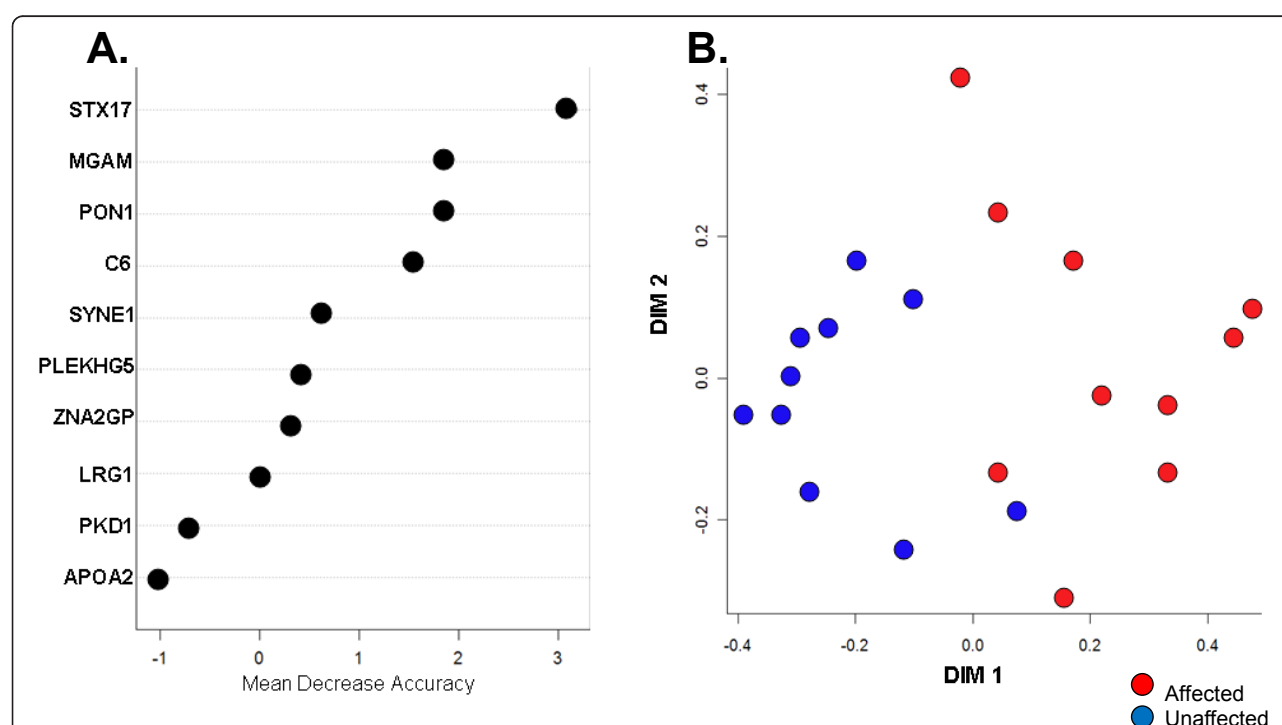 A.
STX17
MGAM
PON1
C6
SYNE1
PLEKHG5
ZNA2GP
LRG1
PKD1
APOA2
-1 0 1 2 3
Mean Decrease Accuracy
B.
DIM 2
0.4
0.2
0.0
-0.2
-0.4 -0.2 0.0 0.2 0.4
DIM 1
Affected
Unaffected